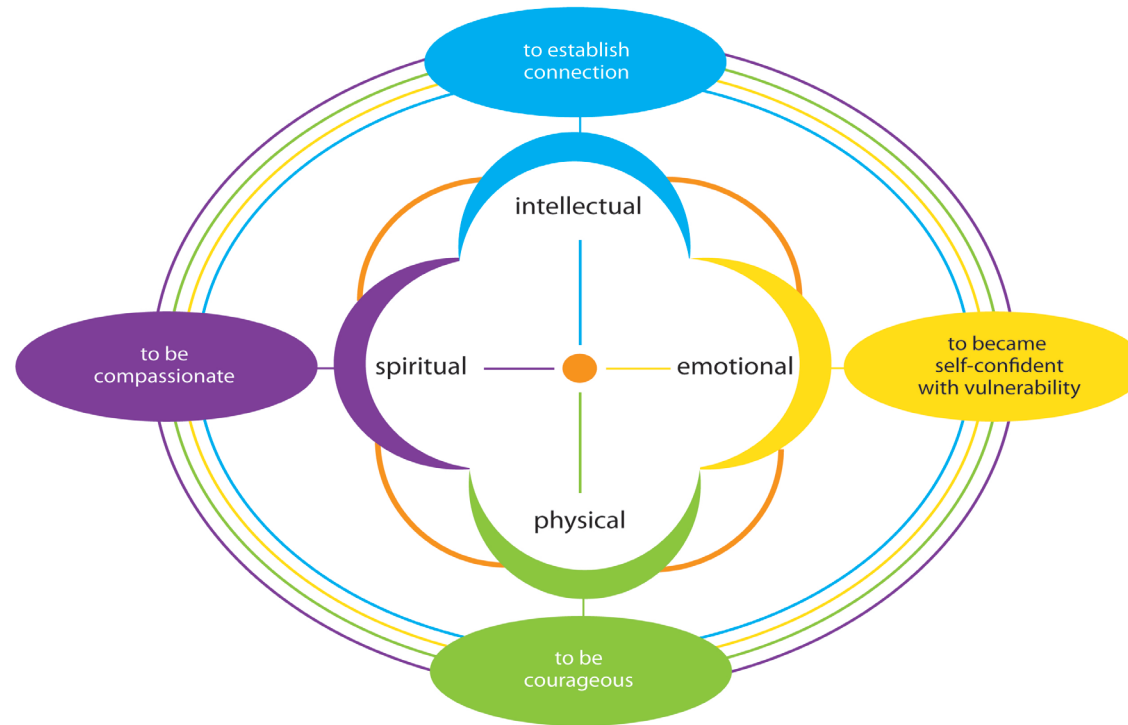 to establish
connection
intellectual
to be
compassionate
spiritual
emotional
to became
self-confident
with vulnerability
physical
to be
courageous